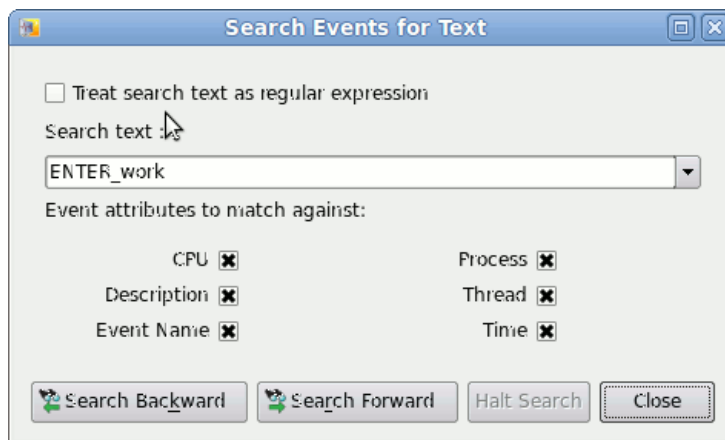 Search Events for Text
Treat search text as regular expression
Search text :
ENTER_work
Event attributes to match against:
CPU Process
Description Thread
Event Name Time
Search Backward Search Forward Halt Search Close